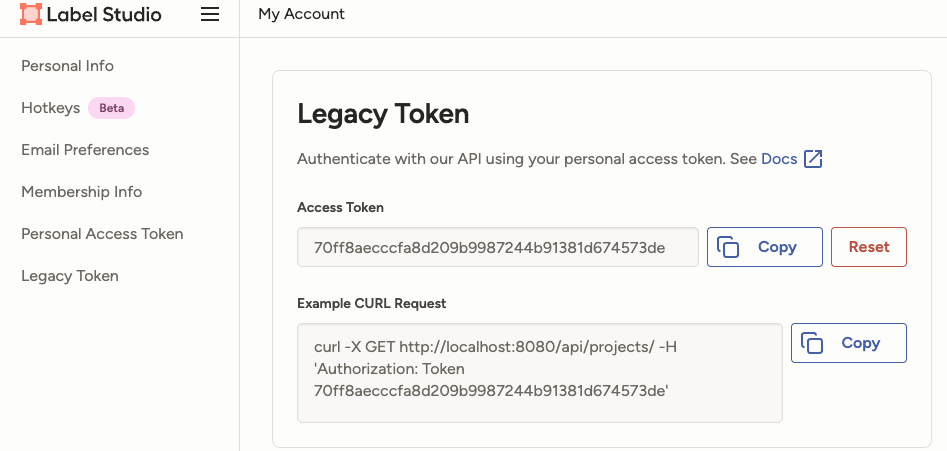 Label Studio
My Account
Personal Info
Hotkeys Beta
Email Preferences
Membership Info
Personal Access Token
Legacy Token
Legacy Token
Authenticate with our API using your personal access token. See Docs
Access Token
70ff8aecccfa8d209b9987244b91381d674573de
Copy
Reset
Example CURL Request
curl -X GET http://localhost:8080/api/projects/ -H
'Authorization: Token
70ff8aecccfa8d209b9987244b91381d674573de'
Copy